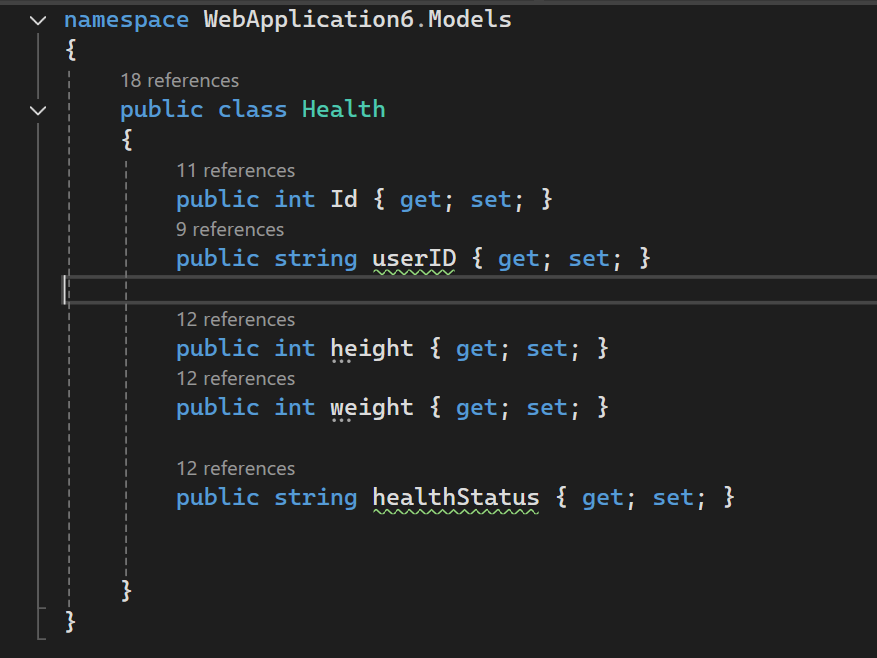 namespace WebApplication6.Models
{
18 references
public class Health
{
11 references
public int Id { get; set; }
9 references
public string userID { get; set; }
12 references
public int height { get; set; }
12 references
public int weight { get; set; }
12 references
public string healthStatus { get; set; }
}
}